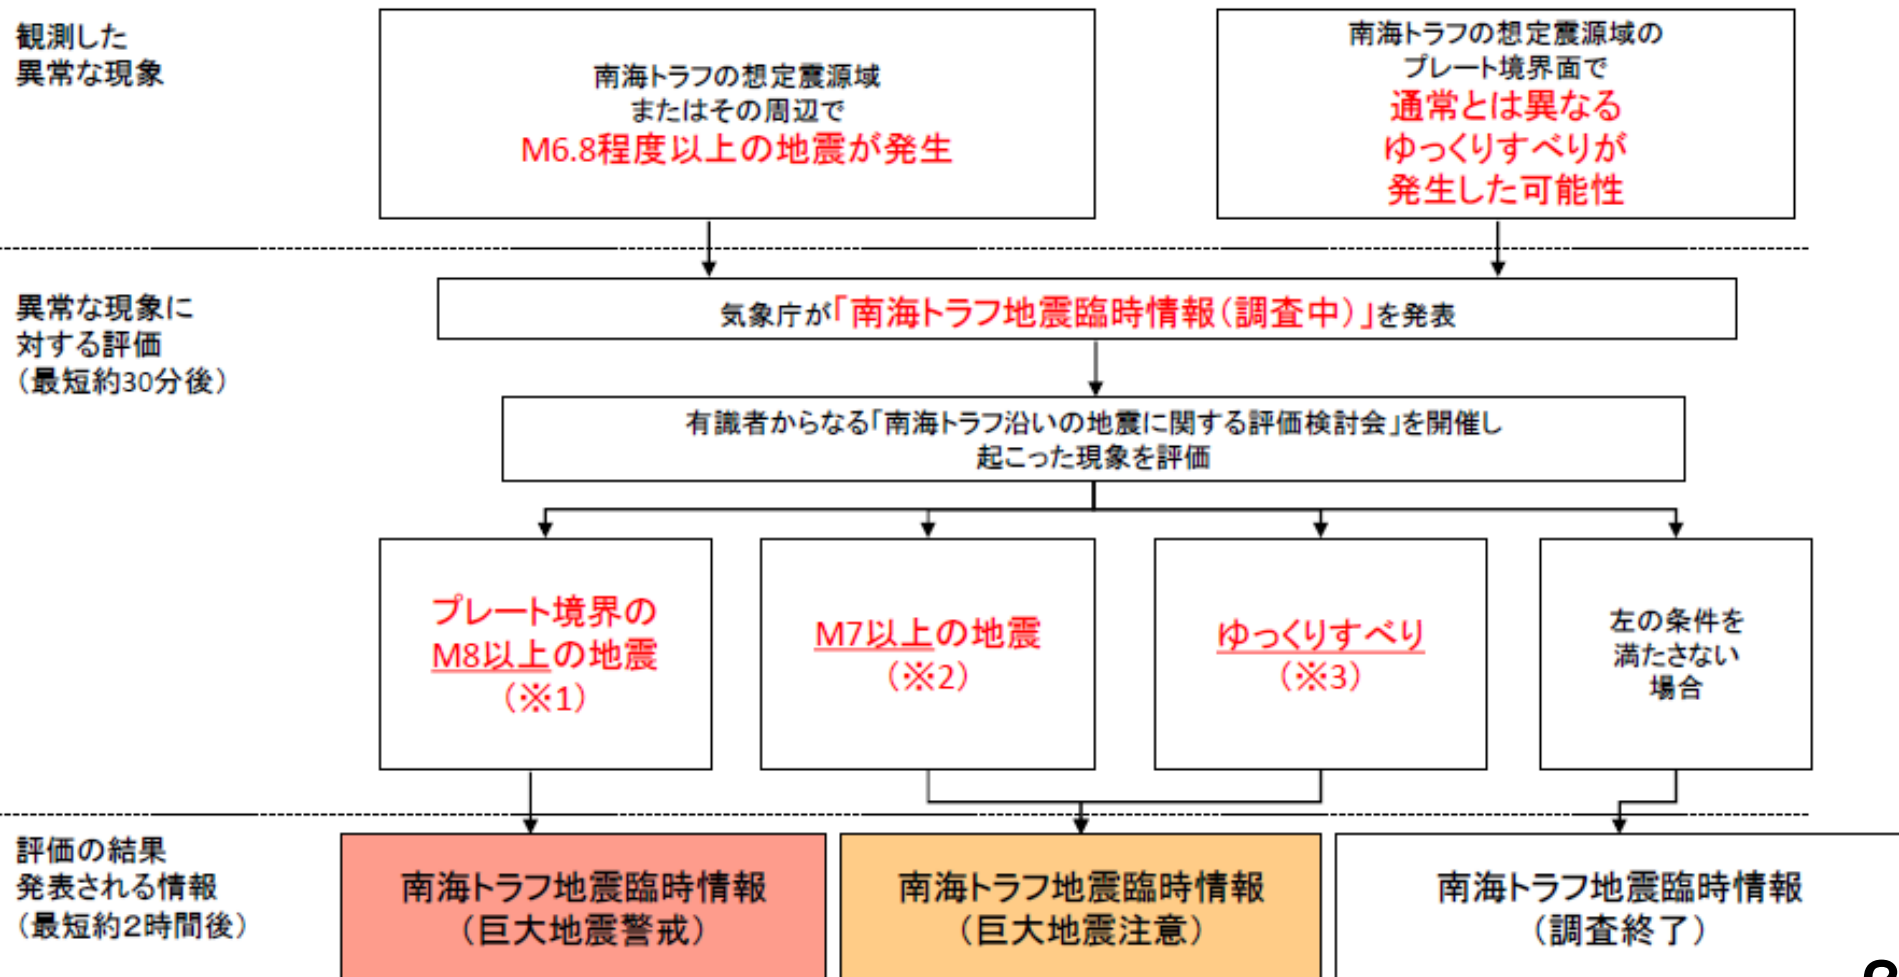 観測した
異常な現象
南海トラフの想定震源域
またはその周辺で
M6.8程度以上の地震が発生
南海トラフの想定震源域の
プレート境界面で
通常とは異なる
ゆっくりすべりが
発生した可能性
異常な現象に
対する評価
（最短約30分後）
気象庁が「南海トラフ地震臨時情報（調査中）」を発表
有識者からなる「南海トラフ沿いの地震に関する評価検討会」を開催し
起こった現象を評価
プレート境界の
M8以上の地震
（※1）
M7以上の地震
（※2）
ゆっくりすべり
（※3）
左の条件を
満たさない
場合
評価の結果
発表される情報
（最短約2時間後）
南海トラフ地震臨時情報
（巨大地震警戒）
南海トラフ地震臨時情報
（巨大地震注意）
南海トラフ地震臨時情報
（調査終了）